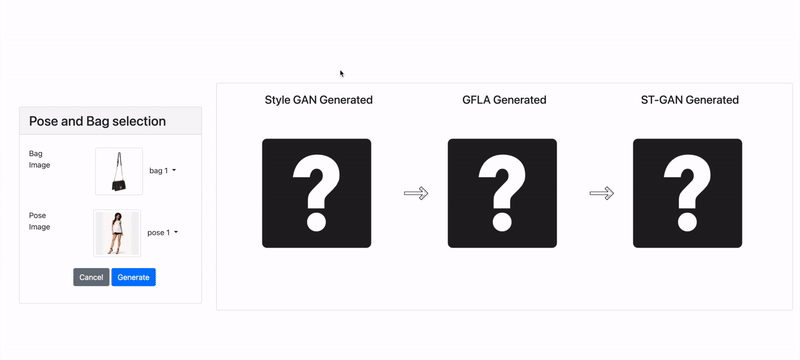 Style GAN Generated
GFLA Generated
ST-GAN Generated
Pose and Bag selection
Bag
Image
bag 1
Pose
Image
pose 1
Cancel
Generate
?
?
?